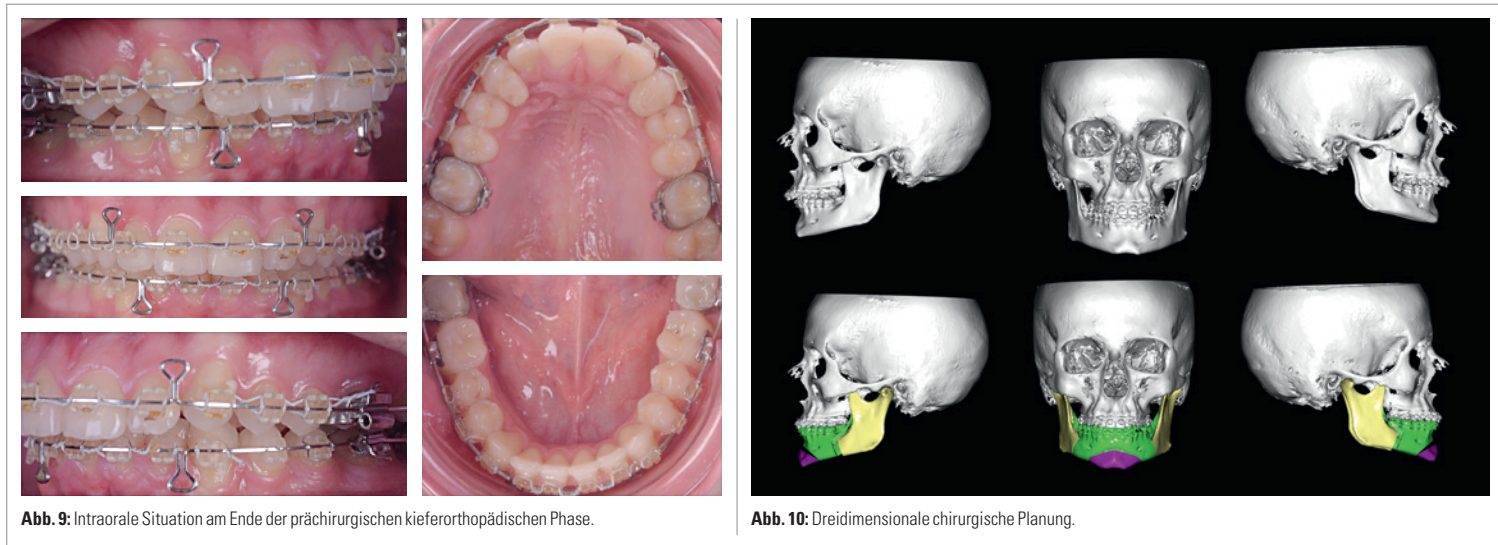 Abb. 9: Intraorale Situation am Ende der prächirurgischen kieferorthopädischen Phase.
Abb. 10: Dreidimensionale chirurgische Planung.